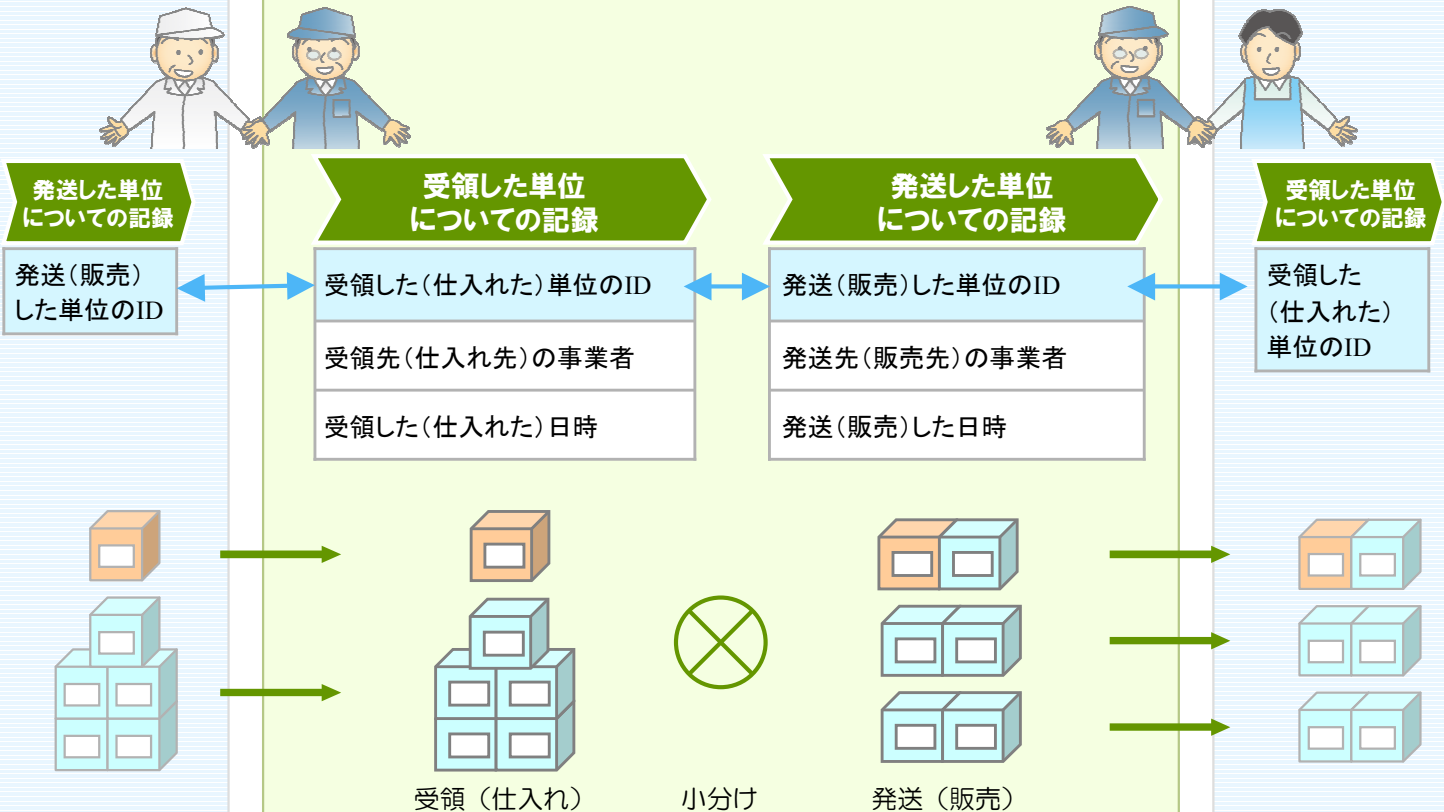 発送した単位
についての記録
受領した単位
についての記録
発送した単位
についての記録
受領した単位
についての記録
発送(販売)
した単位のID
受領した(仕入れた)単位のID
発送(販売)した単位のID
受領した
(仕入れた)
単位のID
受領先(仕入れ先)の事業者
発送先(販売先)の事業者
受領した(仕入れた)日時
発送(販売)した日時
受領(仕入れ)
小分け
発送(販売)